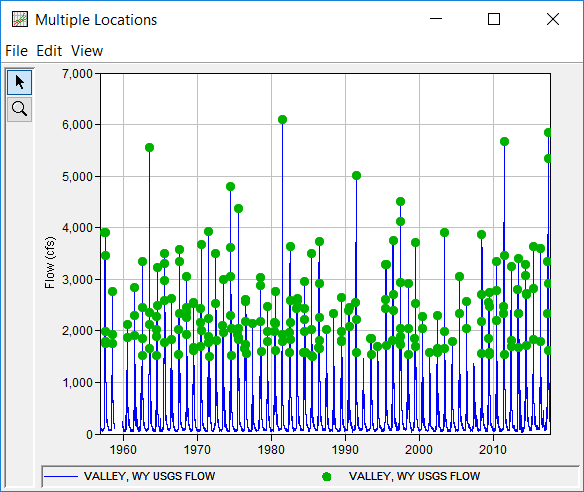 Multiple Locations
File Edit View
Flow (cfs)
7,000
6,000
5,000
4,000
3,000
2,000
1,000
0
1960 1970 1980 1990 2000 2010
VALLEY, WY USGS FLOW VALLEY, WY USGS FLOW